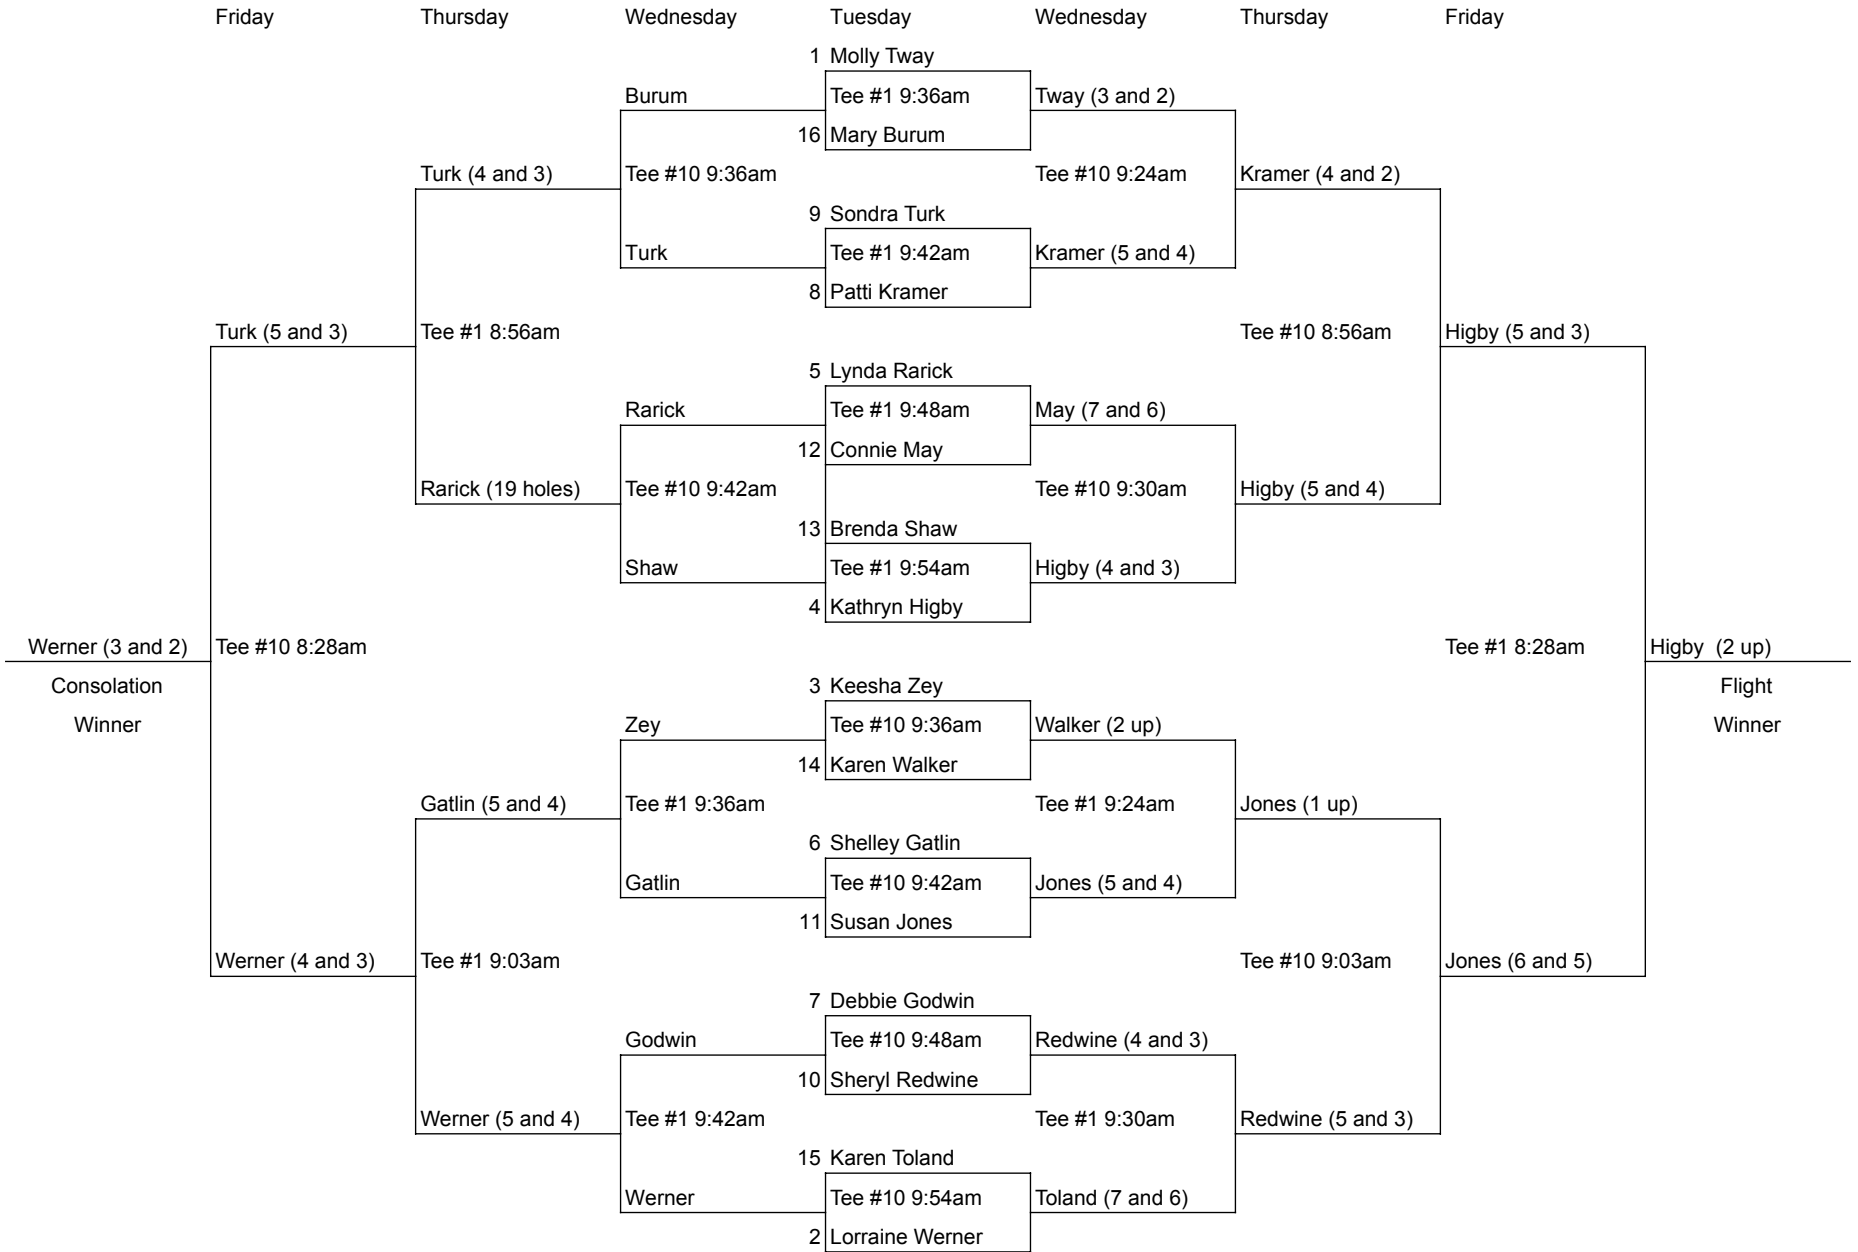 Friday Thursday Wednesday Tuesday Wednesday Thursday Friday
1 Molly Tway
Burum Tee #1 9:36am Tway (3 and 2)
16 Mary Burum
Turk (4 and 3) Tee #10 9:36am Tee #10 9:24am Kramer (4 and 2)
9 Sondra Turk
Turk Tee #1 9:42am Kramer (5 and 4)
8 Patti Kramer
Turk (5 and 3) Tee #1 8:56am Tee #10 8:56am Higby (5 and 3)
5 Lynda Rarick
Rarick Tee #1 9:48am May (7 and 6)
12 Connie May
Rarick (19 holes) Tee #10 9:42am Tee #10 9:30am Higby (5 and 4)
13 Brenda Shaw
Shaw Tee #1 9:54am Higby (4 and 3)
4 Kathryn Higby
Werner (3 and 2) Tee #10 8:28am Tee #1 8:28am Higby (2 up)
Consolation 3 Keesha Zey Flight
Winner Zey Tee #10 9:36am Walker (2 up) Winner
14 Karen Walker
Gatlin (5 and 4) Tee #1 9:36am Tee #1 9:24am Jones (1 up)
6 Shelley Gatlin
Gatlin Tee #10 9:42am Jones (5 and 4)
11 Susan Jones
Werner (4 and 3) Tee #1 9:03am Tee #10 9:03am Jones (6 and 5)
7 Debbie Godwin
Godwin Tee #10 9:48am Redwine (4 and 3)
10 Sheryl Redwine
Werner (5 and 4) Tee #1 9:42am Tee #1 9:30am Redwine (5 and 3)
15 Karen Toland
Werner Tee #10 9:54am Toland (7 and 6)
2 Lorraine Werner